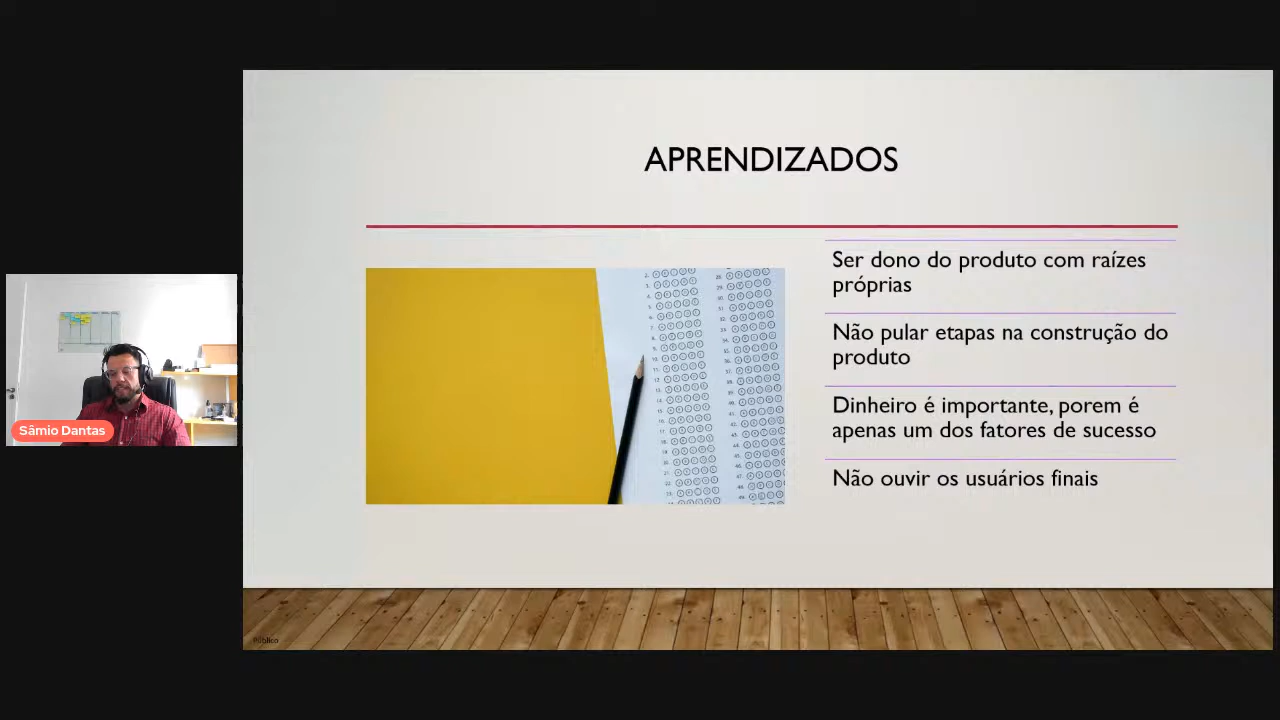 APRENDIZADOS
Ser dono do produto com raízes
próprias
Não pular etapas na construção do
produto
Dinheiro é importante, porem é
apenas um dos fatores de sucesso
Não ouvir os usuários finais
Sâmio Dantas
Público